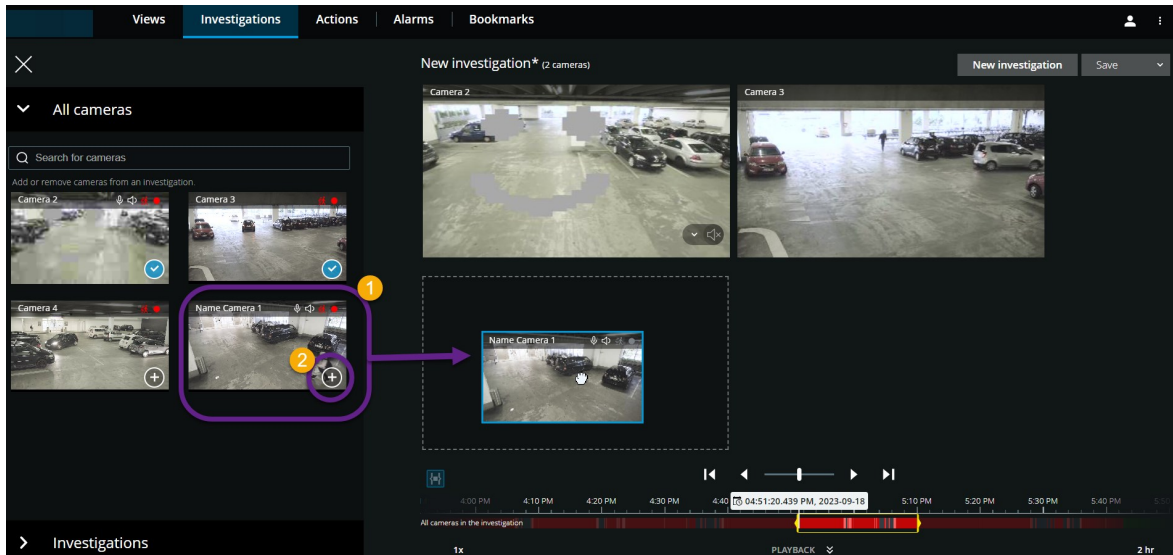 Views Investigations Actions Alarms Bookmarks
New investigation* (2 cameras)
New investigation Save
All cameras
Search for cameras
Add or remove cameras from an investigation.
Camera 2
Camera 3
Camera 4
Name Camera 1
1
2
Camera 2
Camera 3
Name Camera 1
4:00 PM 4:10 PM 4:20 PM 4:30 PM 4:40 04:51:20.439 PM, 2023-09-18 5:10 PM 5:20 PM 5:30 PM 5:40 PM
All cameras in the investigation
Investigations
1x PLAYBACK 2 hr